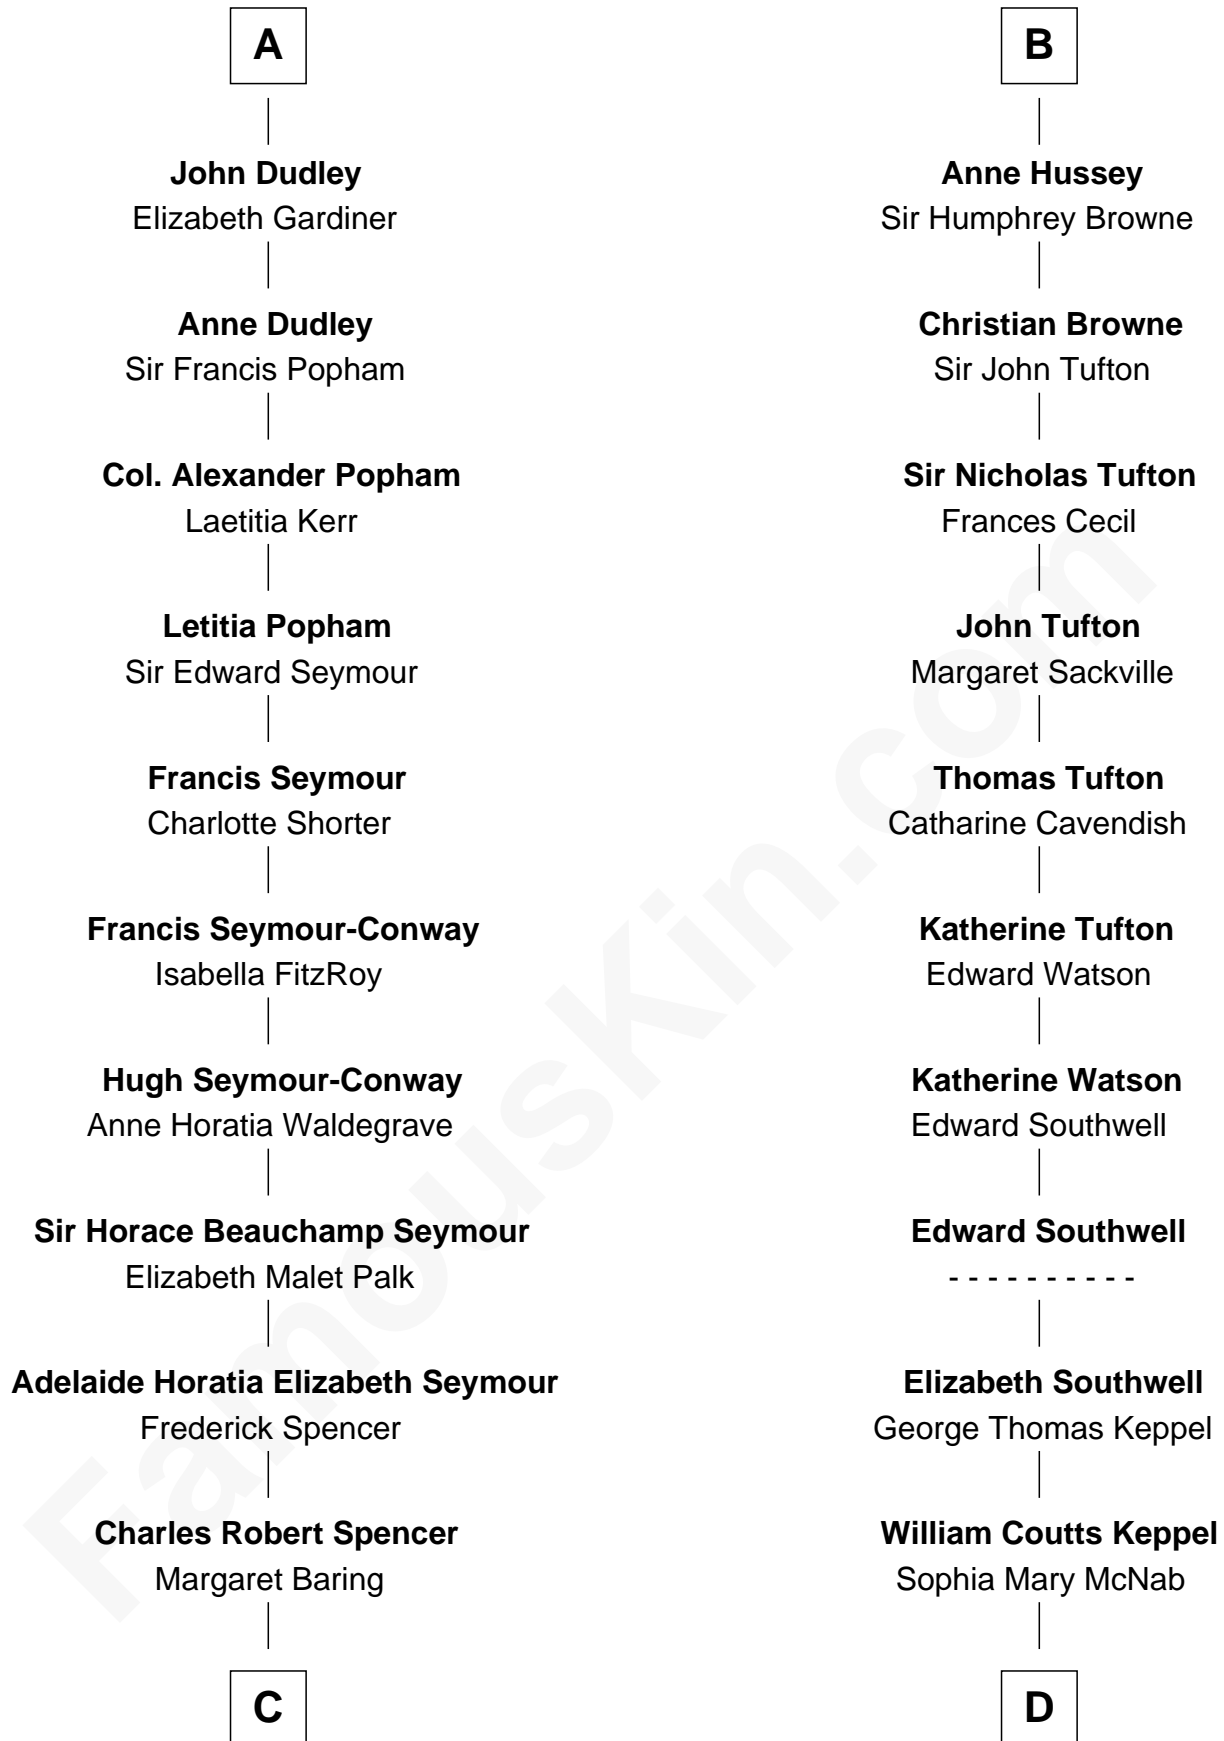 A
John Dudley
Elizabeth Gardiner
Anne Dudley
Sir Francis Popham
Col. Alexander Popham
Laetitia Kerr
Letitia Popham
Sir Edward Seymour
Francis Seymour
Charlotte Shorter
Francis Seymour-Conway
Isabella FitzRoy
Hugh Seymour-Conway
Anne Horatia Waldegrave
Sir Horace Beauchamp Seymour
Elizabeth Malet Palk
Adelaide Horatia Elizabeth Seymour
Frederick Spencer
Charles Robert Spencer
Margaret Baring
C
B
Anne Hussey
Sir Humphrey Browne
Christian Browne
Sir John Tufton
Sir Nicholas Tufton
Frances Cecil
John Tufton
Margaret Sackville
Thomas Tufton
Catharine Cavendish
Katherine Tufton
Edward Watson
Katherine Watson
Edward Southwell
Edward Southwell
- - - - - - - - - -
Elizabeth Southwell
George Thomas Keppel
William Coutts Keppel
Sophia Mary McNab
D
FamousKin.com